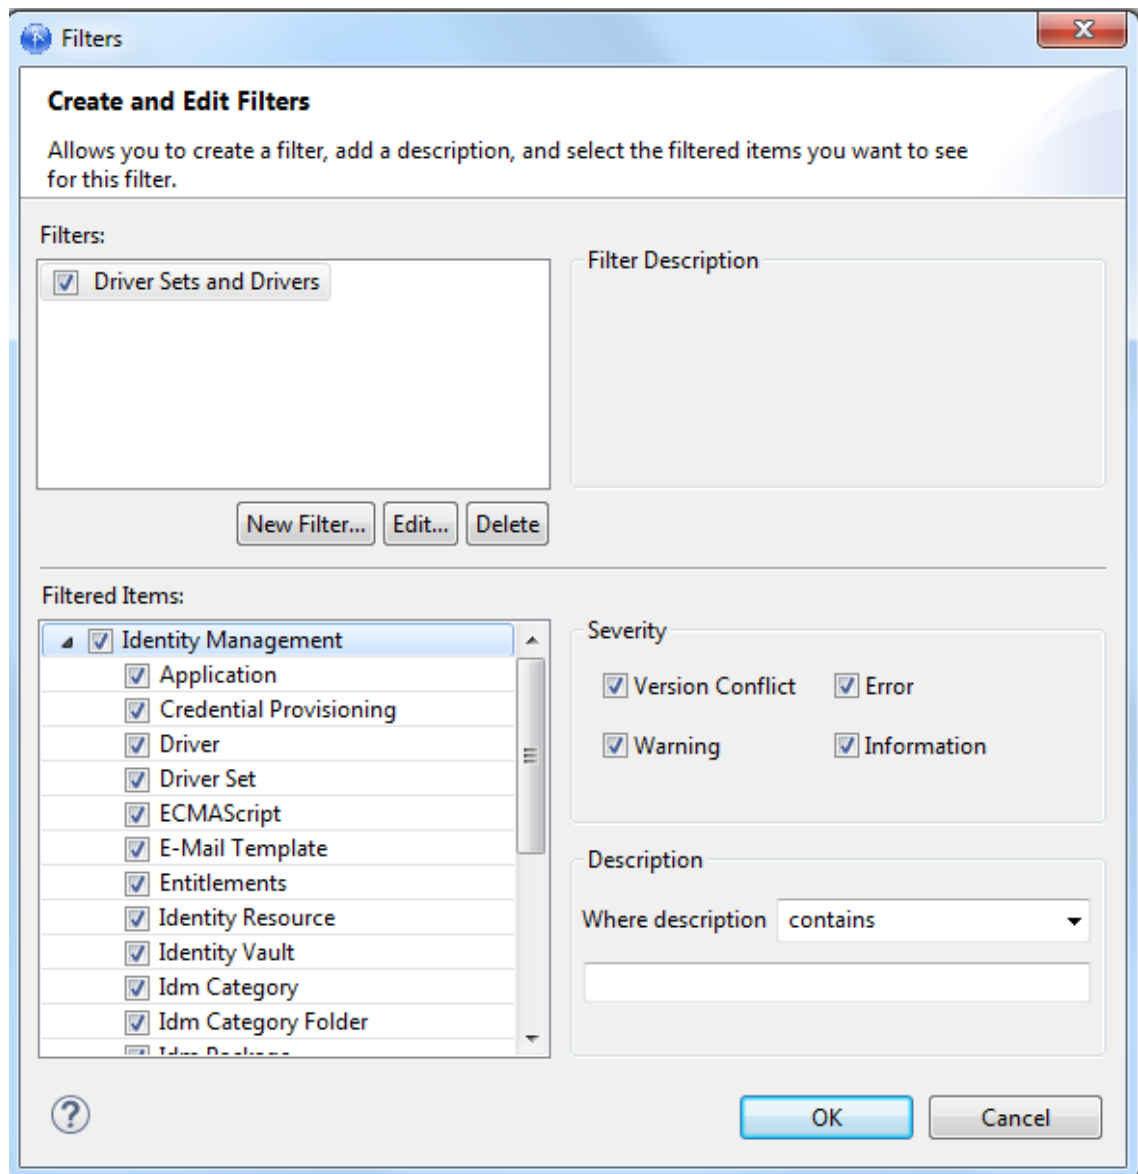 Filters
Create and Edit Filters
Allows you to create a filter, add a description, and select the filtered items you want to see
for this filter.
Filters:
Driver Sets and Drivers
Filter Description
New Filter... Edit... Delete
Filtered Items:
Identity Management
Application
Credential Provisioning
Driver
Driver Set
ECMAScript
E-Mail Template
Entitlements
Identity Resource
Identity Vault
Idm Category
Idm Category Folder
Idm Package
Severity
Version Conflict Error
Warning Information
Description
Where description contains
OK Cancel